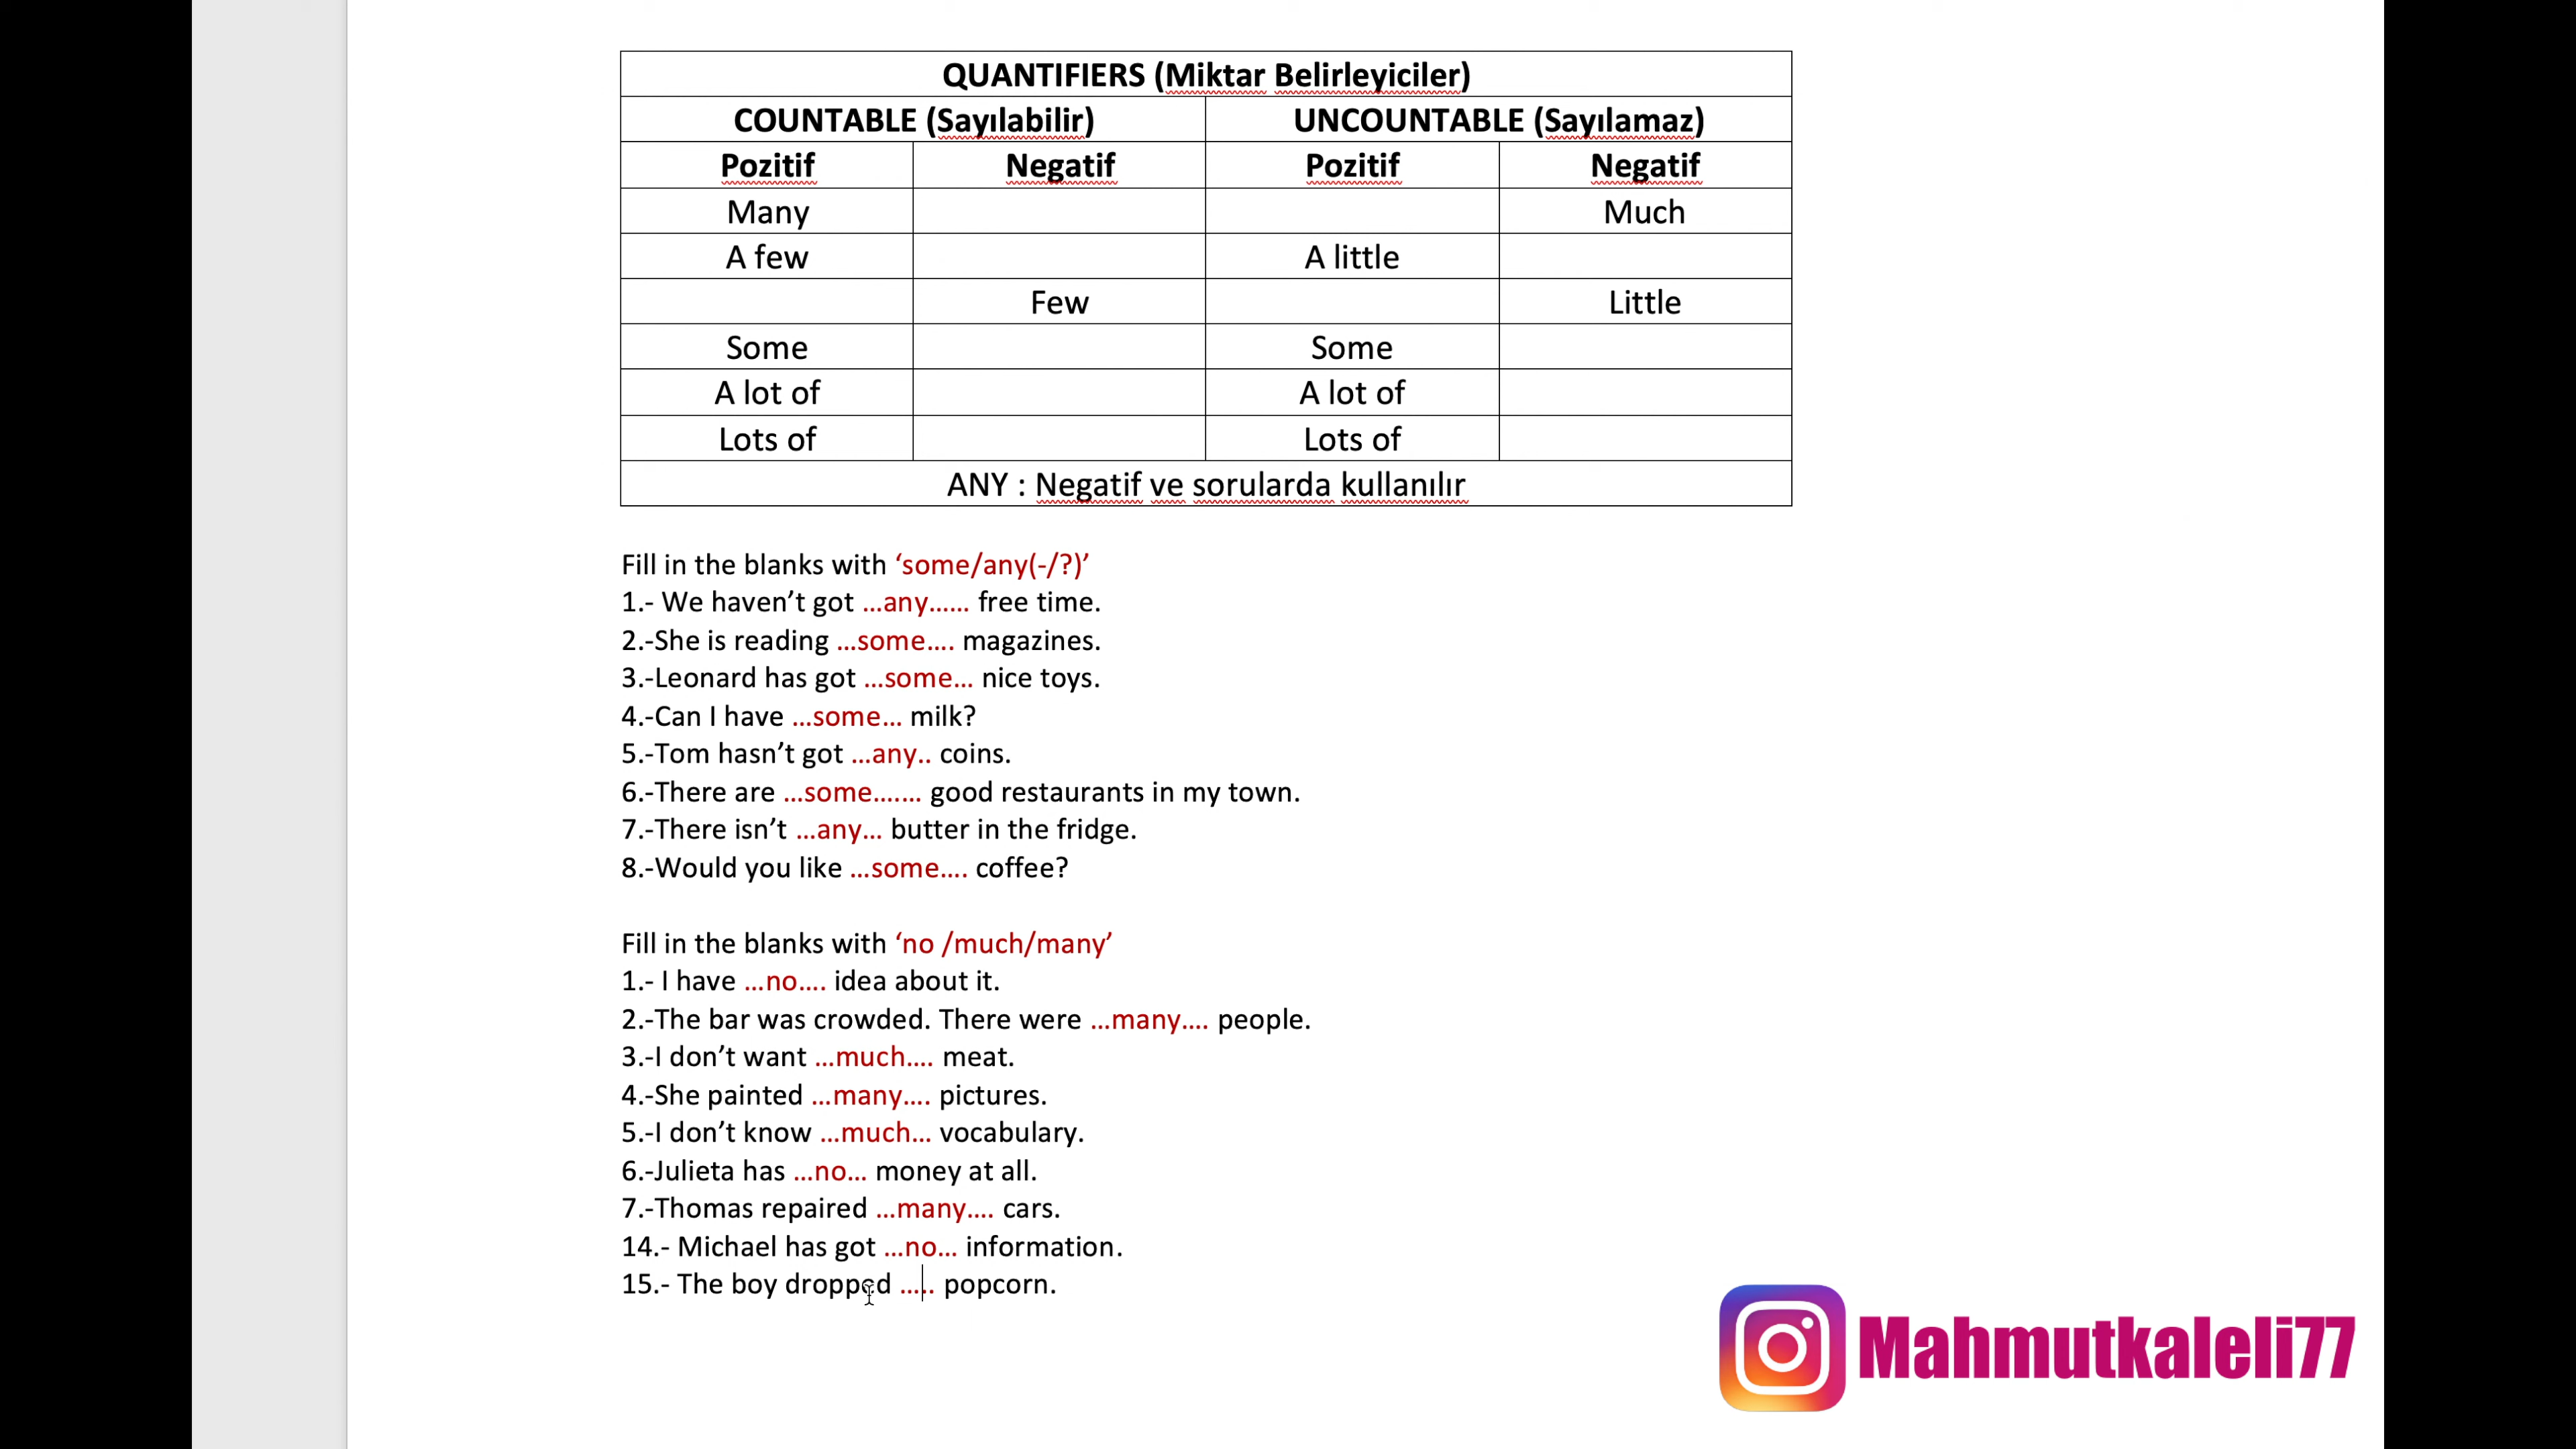 QUANTIFIERS (Miktar Belirleyiciler)
COUNTABLE (Sayılabilir) UNCOUNTABLE (Sayılamaz)
Pozitif Negatif Pozitif Negatif
Many Much
A few A little
Few Little
Some Some
A lot of A lot of
Lots of Lots of
ANY : Negatif ve sorularda kullanılır
Fill in the blanks with ‘some/any(-/?)’
1.- We haven’t got …any…… free time.
2.-She is reading …some…. magazines.
3.-Leonard has got …some… nice toys.
4.-Can I have …some… milk?
5.-Tom hasn’t got …any.. coins.
6.-There are …some….… good restaurants in my town.
7.-There isn’t …any… butter in the fridge.
8.-Would you like …some…. coffee?
Fill in the blanks with ‘no /much/many’
1.- I have …no…. idea about it.
2.-The bar was crowded. There were …many…. people.
3.-I don’t want …much…. meat.
4.-She painted …many…. pictures.
5.-I don’t know …much… vocabulary.
6.-Julieta has …no… money at all.
7.-Thomas repaired …many…. cars.
14.- Michael has got …no… information.
15.- The boy dropped ….. popcorn.
Mahmutkaleli77